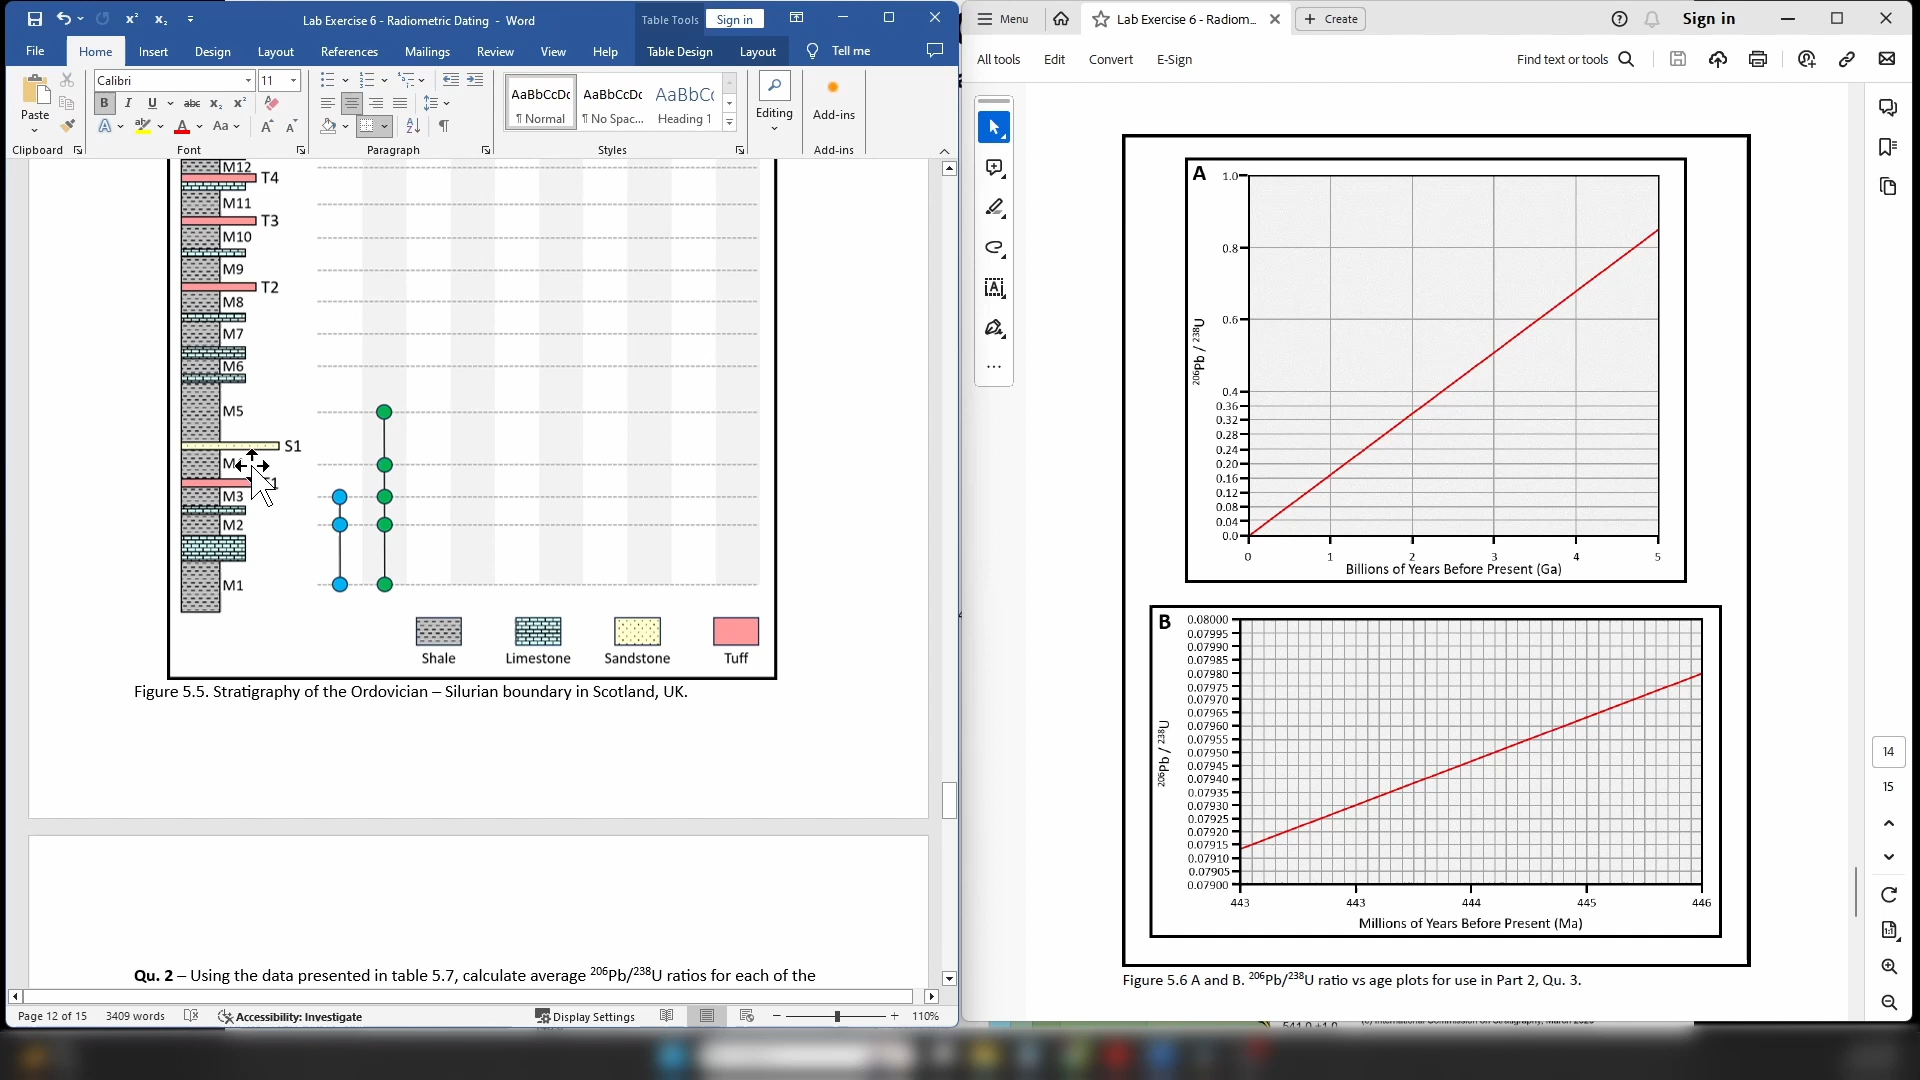 Lab Exercise 6 - Radiometric Dating - Word
Table Tools
Sign in
File
Home
Insert
Design
Layout
References
Mailings
Review
View
Help
Table Design
Layout
Tell me
Paste
Calibri
11
AaBbCcDc
¶ Normal
AaBbCcDc
¶ No Spac...
AaBbCc
Heading 1
Editing
Add-ins
Clipboard
Font
Paragraph
Styles
Add-ins
M12
T4
M11
T3
M10
M9
T2
M8
M7
M6
M5
S1
M3
M2
M1
Shale
Limestone
Sandstone
Tuff
Figure 5.5. Stratigraphy of the Ordovician – Silurian boundary in Scotland, UK.
Qu. 2 – Using the data presented in table 5.7, calculate average ²⁰⁶Pb/²³⁸U ratios for each of the
Page 12 of 15
3409 words
Accessibility: Investigate
Display Settings
110%
Menu
Lab Exercise 6 - Radiom...
Create
Sign in
All tools
Edit
Convert
E-Sign
Find text or tools
A
1.0
0.8
0.6
0.4
0.36
0.32
0.28
0.24
0.20
0.16
0.12
0.08
0.04
0.0
²⁰⁶Pb / ²³⁸U
0 1 2 3 4 5
Billions of Years Before Present (Ga)
B
0.08000
0.07995
0.07990
0.07985
0.07980
0.07975
0.07970
0.07965
0.07960
0.07955
0.07950
0.07945
0.07940
0.07935
0.07930
0.07925
0.07920
0.07915
0.07910
0.07905
0.07900
²⁰⁶Pb / ²³⁸U
443 443 444 445 446
Millions of Years Before Present (Ma)
Figure 5.6 A and B. ²⁰⁶Pb/²³⁸U ratio vs age plots for use in Part 2, Qu. 3.
14
15